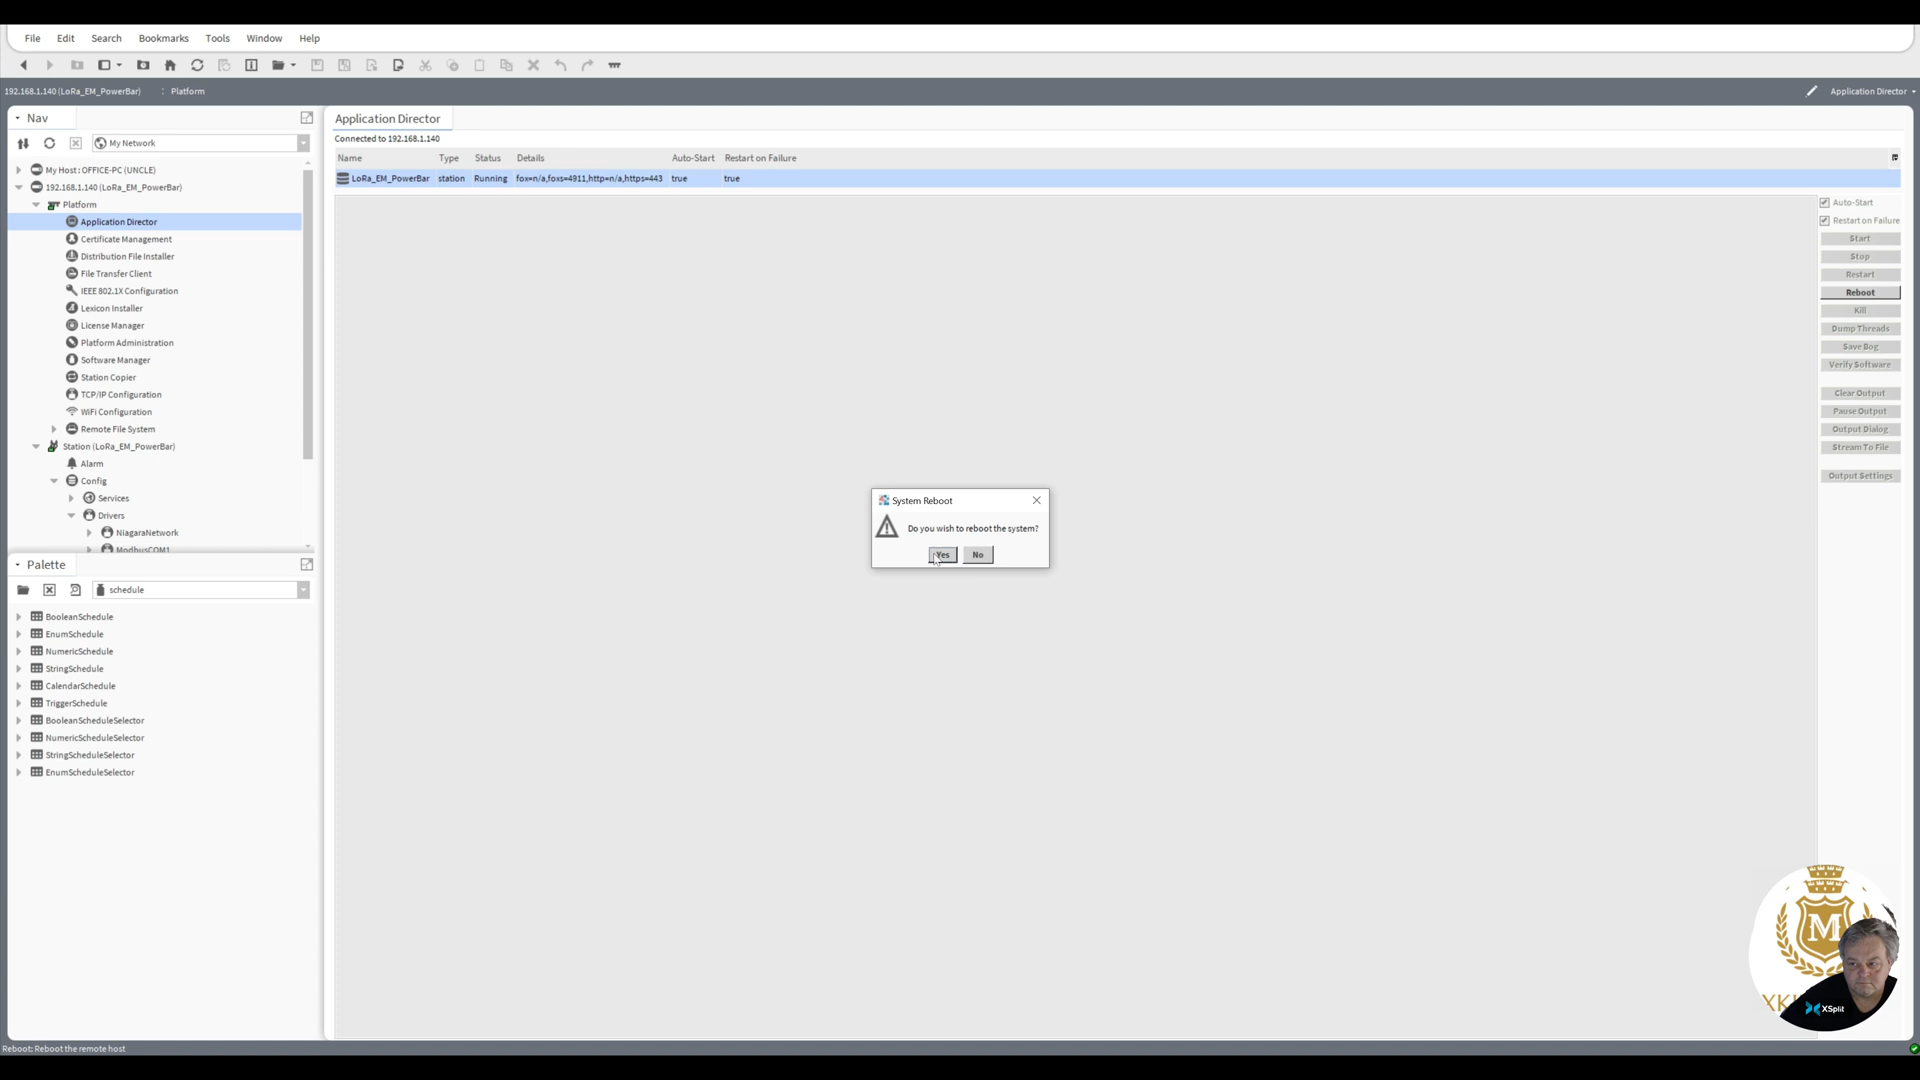 File Edit Search Bookmarks Tools Window Help
192.168.1.140 (LoRa_EM_PowerBar) : Platform
Application Director
Nav
My Network
My Host : OFFICE-PC (UNCLE)
192.168.1.140 (LoRa_EM_PowerBar)
Platform
Application Director
Certificate Management
Distribution File Installer
File Transfer Client
IEEE 802.1X Configuration
Lexicon Installer
License Manager
Platform Administration
Software Manager
Station Copier
TCP/IP Configuration
WiFi Configuration
Remote File System
Station (LoRa_EM_PowerBar)
Alarm
Config
Services
Drivers
NiagaraNetwork
ModbusCOM1
Palette
schedule
BooleanSchedule
EnumSchedule
NumericSchedule
StringSchedule
CalendarSchedule
TriggerSchedule
BooleanScheduleSelector
NumericScheduleSelector
StringScheduleSelector
EnumScheduleSelector
Application Director
Connected to 192.168.1.140
Name Type Status Details Auto-Start Restart on Failure
LoRa_EM_PowerBar station Running fox=n/a,foxs=4911,http=n/a,https=443 true true
Auto-Start
Restart on Failure
Start
Stop
Restart
Reboot
Kill
Dump Threads
Save Bog
Verify Software
Clear Output
Pause Output
Output Dialog
Stream To File
Output Settings
System Reboot
Do you wish to reboot the system?
Yes No
M
XSplit
Reboot: Reboot the remote host